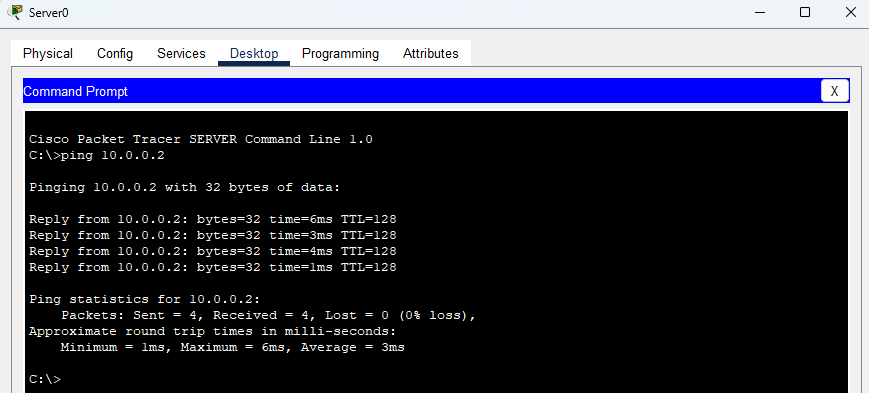 Server0
Physical Config Services Desktop Programming Attributes
Command Prompt X
Cisco Packet Tracer SERVER Command Line 1.0
C:\>ping 10.0.0.2
Pinging 10.0.0.2 with 32 bytes of data:
Reply from 10.0.0.2: bytes=32 time=6ms TTL=128
Reply from 10.0.0.2: bytes=32 time=3ms TTL=128
Reply from 10.0.0.2: bytes=32 time=4ms TTL=128
Reply from 10.0.0.2: bytes=32 time=1ms TTL=128
Ping statistics for 10.0.0.2:
Packets: Sent = 4, Received = 4, Lost = 0 (0% loss),
Approximate round trip times in milli-seconds:
Minimum = 1ms, Maximum = 6ms, Average = 3ms
C:\>